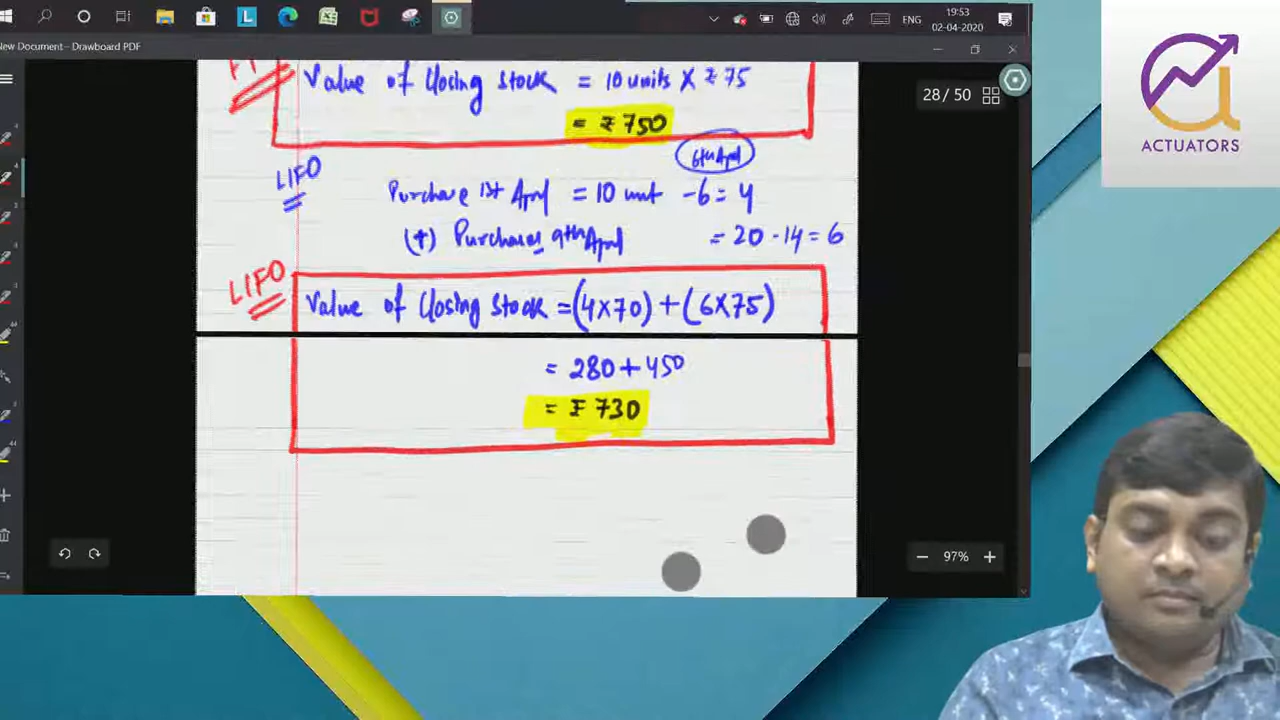 ENG
19:53
02-04-2020
New Document - Drawboard PDF
28 / 50
ACTUATORS
Value of Closing Stock = 10 units X ₹ 75
= ₹ 750
6th April
LIFO
Purchase 1st April = 10 unit - 6 = 4
(+) Purchases 9th April = 20 - 14 = 6
LIFO
Value of Closing Stock = (4X70) + (6X75)
= 280 + 450
= ₹ 730
97%